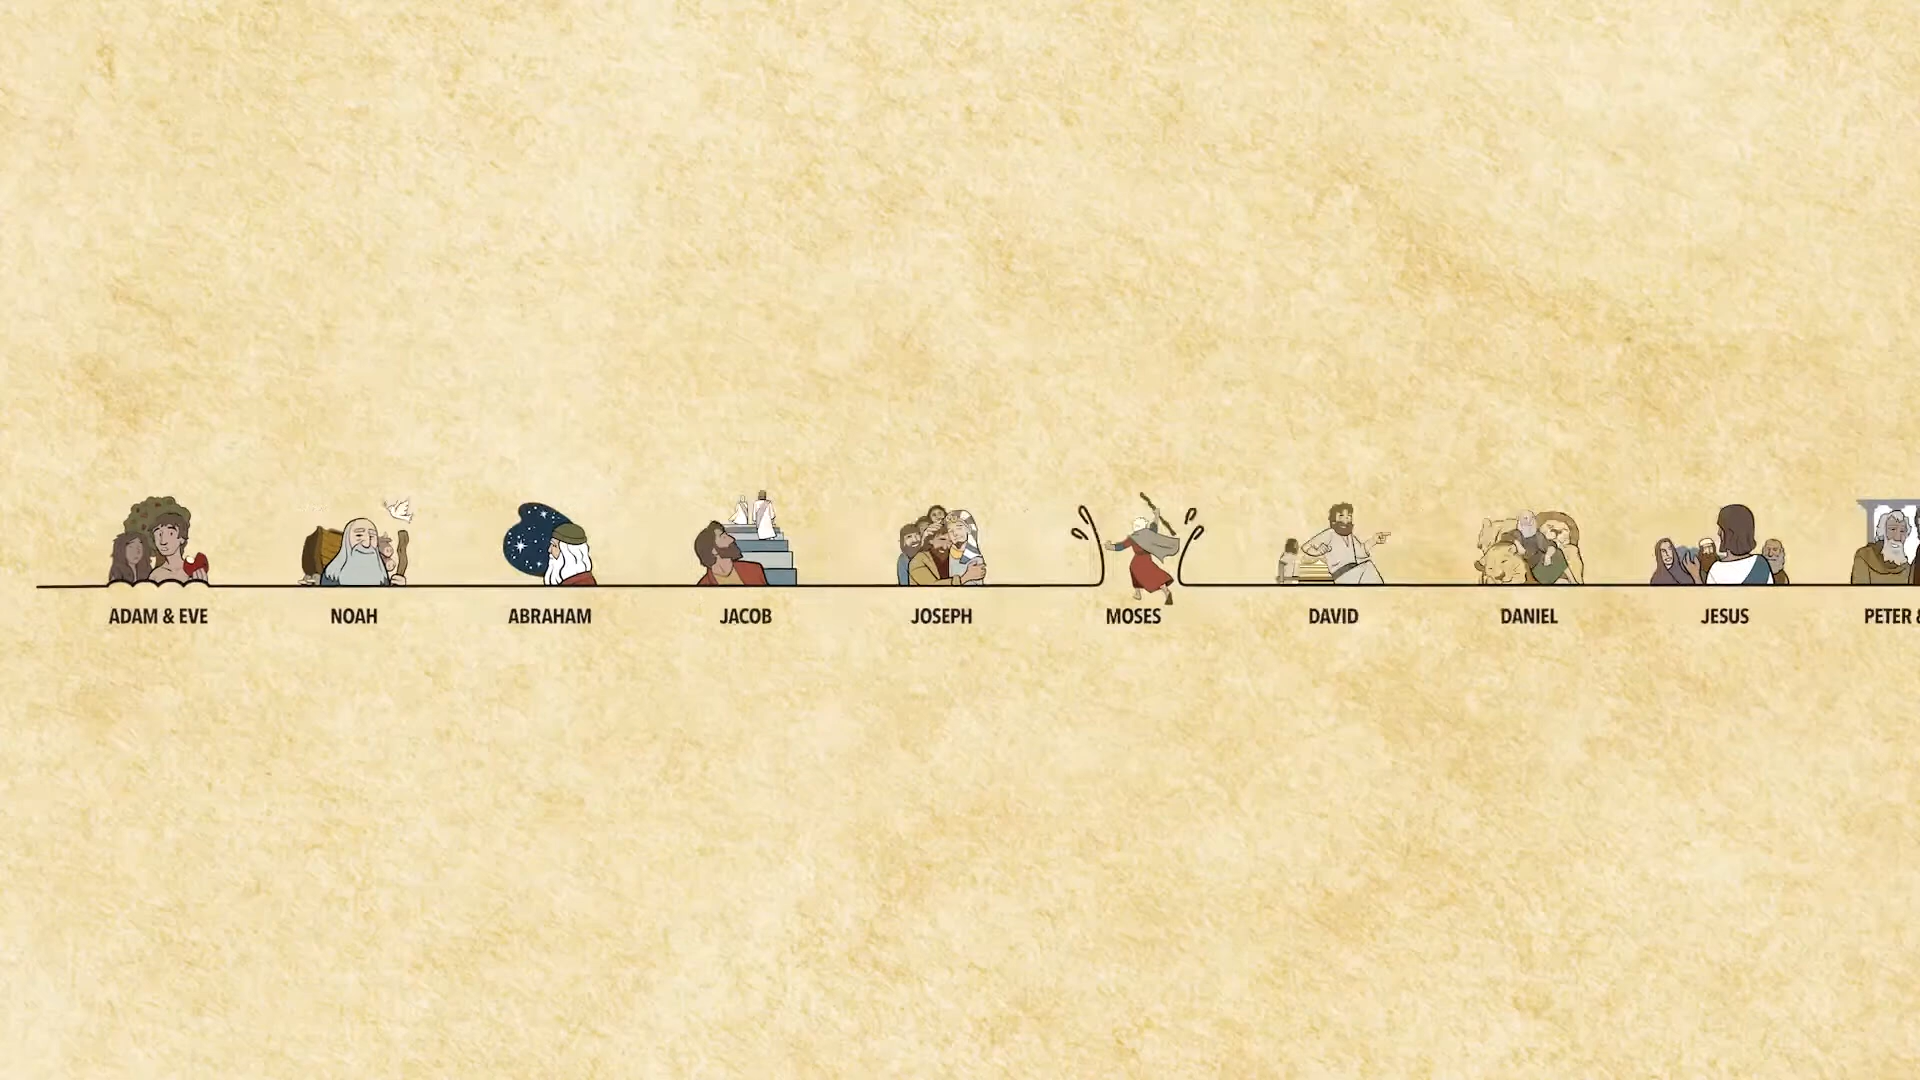 ADAM & EVE
NOAH
ABRAHAM
JACOB
JOSEPH
MOSES
DAVID
DANIEL
JESUS
PETER &